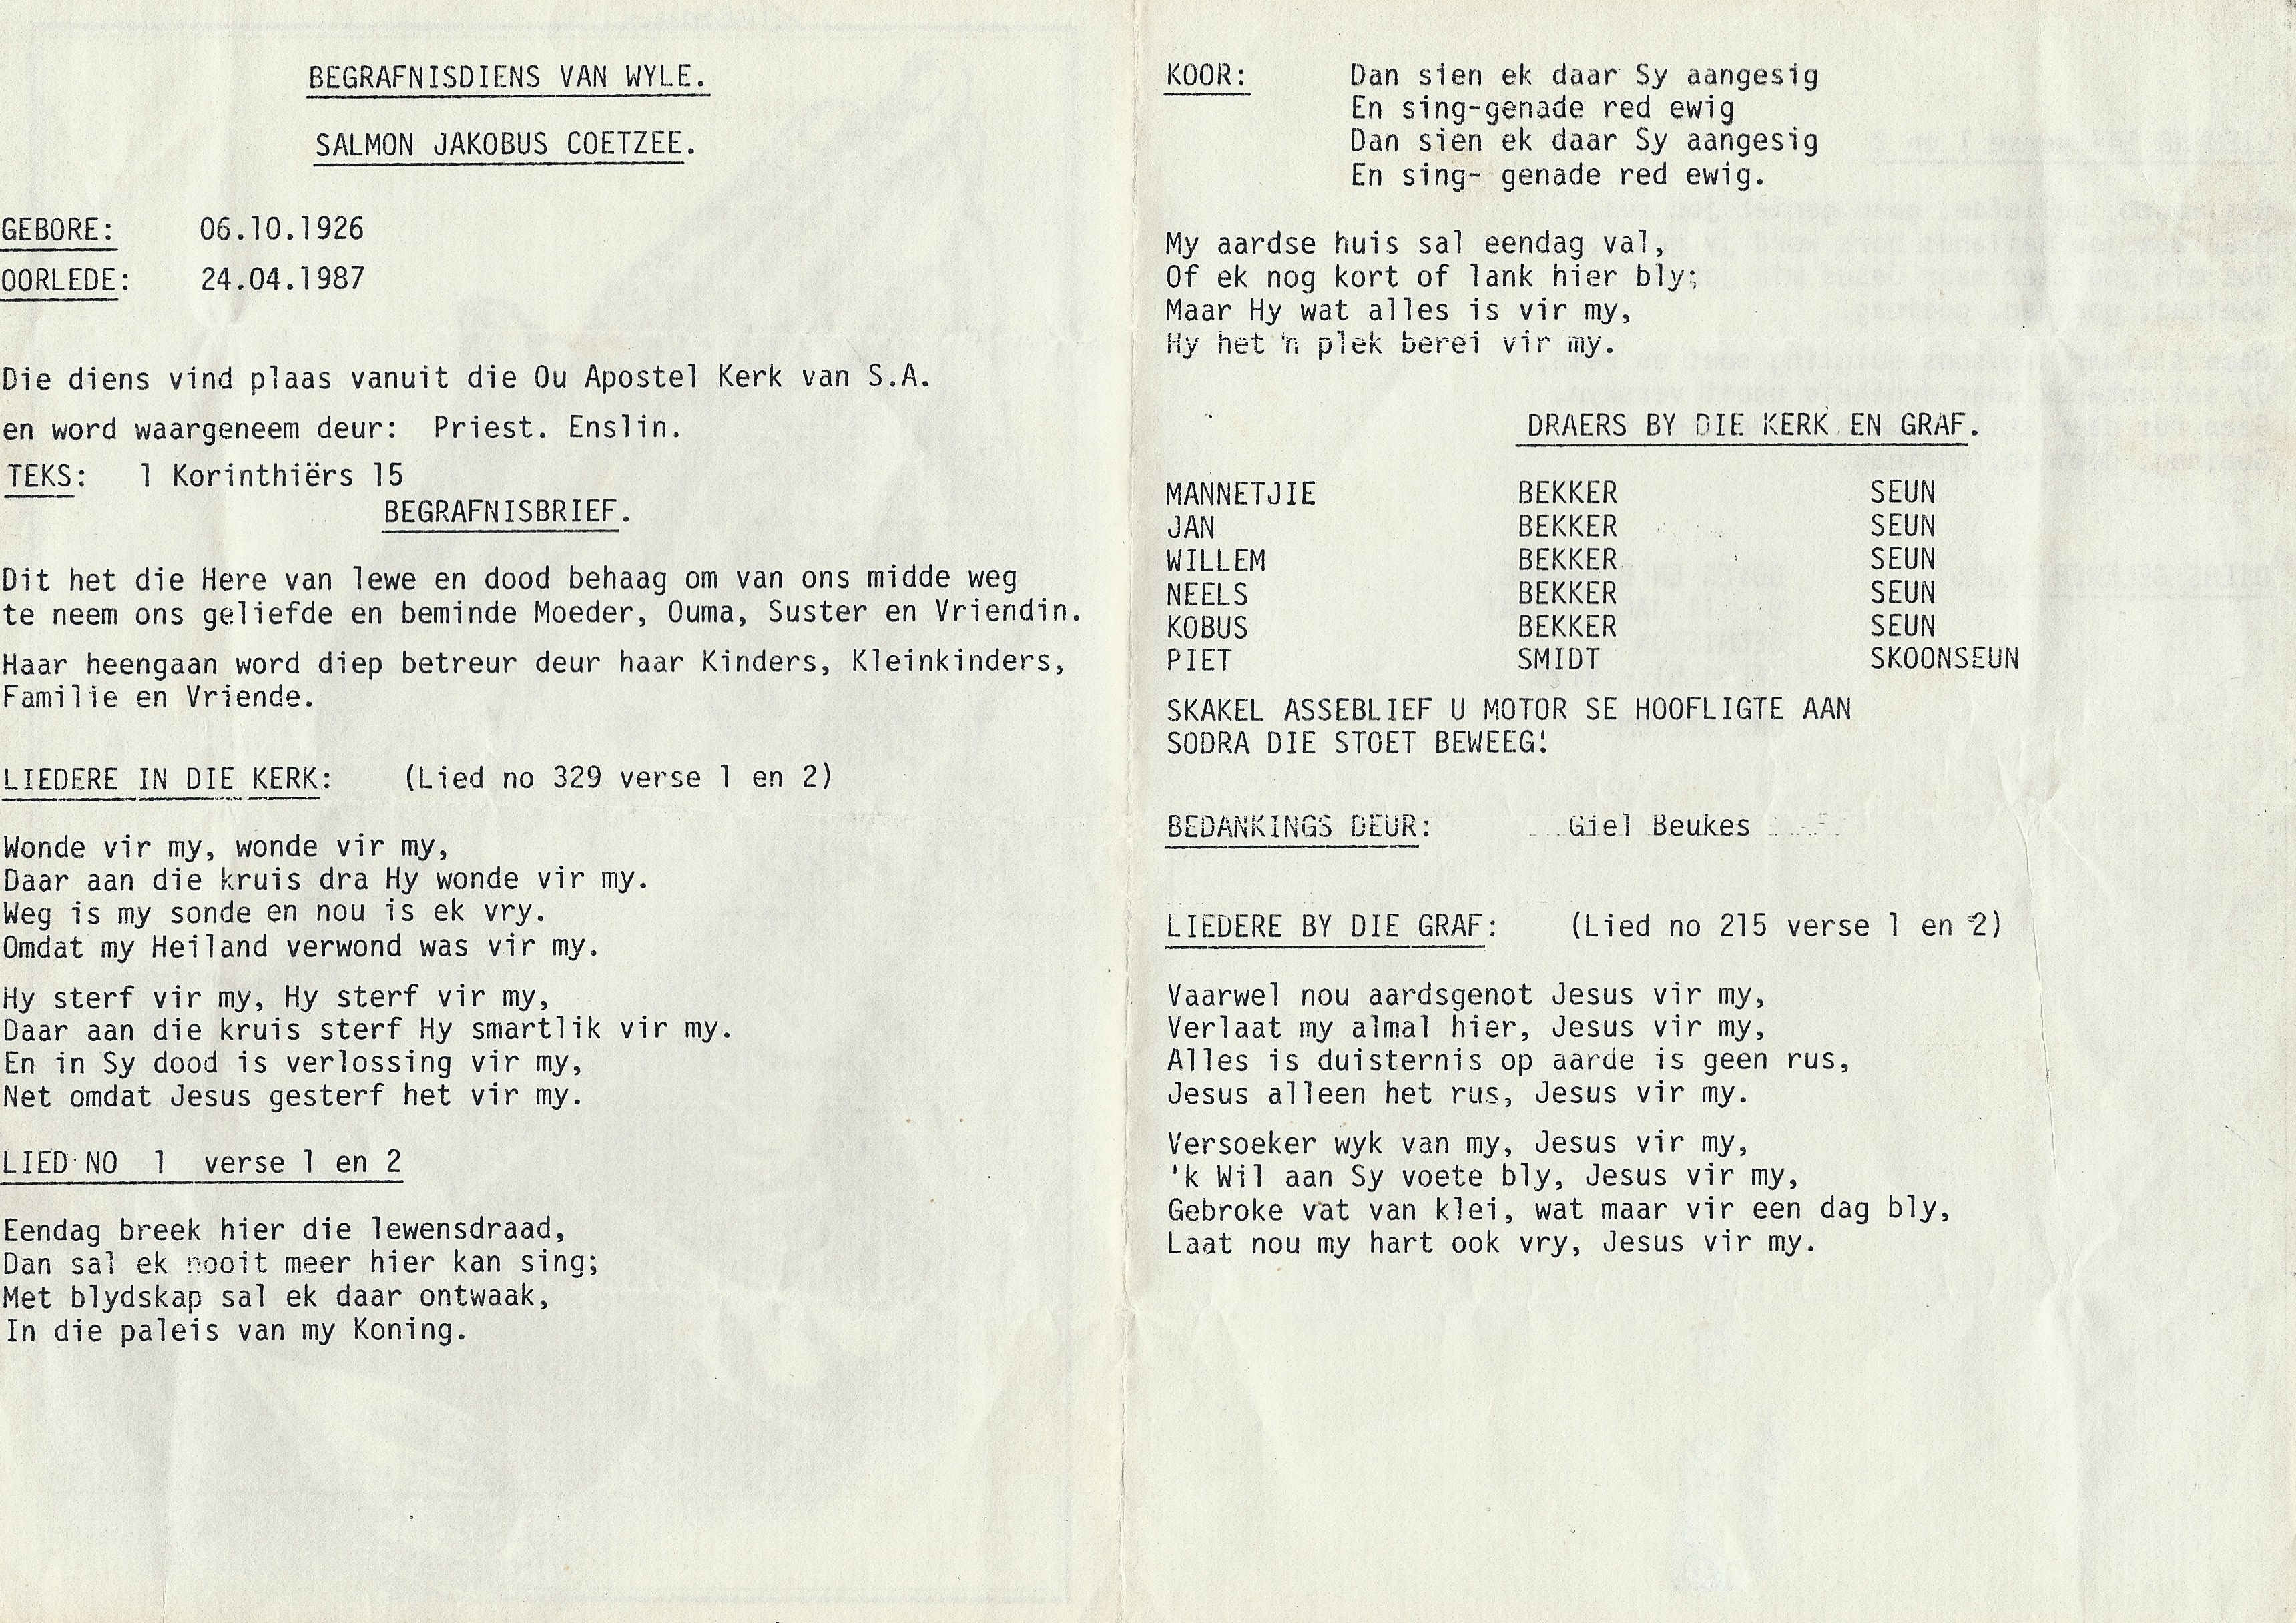 BEGRAFNISDIENS VAN WYLE.
SALMON JAKOBUS COETZEE.
GEBORE: 06.10.1926
OORLEDE: 24.04.1987
Die diens vind plaas vanuit die Ou Apostel Kerk van S.A.
en word waargeneem deur: Priest. Enslin.
TEKS: 1 Korinthiërs 15
BEGRAFNISBRIEF.
Dit het die Here van lewe en dood behaag om van ons midde weg
te neem ons geliefde en beminde Moeder, Ouma, Suster en Vriendin.
Haar heengaan word diep betreur deur haar Kinders, Kleinkinders,
Familie en Vriende.
LIEDERE IN DIE KERK: (Lied no 329 verse 1 en 2)
Wonde vir my, wonde vir my,
Daar aan die kruis dra Hy wonde vir my.
Weg is my sonde en nou is ek vry.
Omdat my Heiland verwond was vir my.
Hy sterf vir my, Hy sterf vir my,
Daar aan die kruis sterf Hy smartlik vir my.
En in Sy dood is verlossing vir my,
Net omdat Jesus gesterf het vir my.
LIED NO 1 verse 1 en 2
Eendag breek hier die lewensdraad,
Dan sal ek nooit meer hier kan sing;
Met blydskap sal ek daar ontwaak,
In die paleis van my Koning.
KOOR: Dan sien ek daar Sy aangesig
En sing-genade red ewig
Dan sien ek daar Sy aangesig
En sing- genade red ewig.
My aardse huis sal eendag val,
Of ek nog kort of lank hier bly;
Maar Hy wat alles is vir my,
Hy het 'n plek berei vir my.
DRAERS BY DIE KERK EN GRAF.
MANNETJIE BEKKER SEUN
JAN BEKKER SEUN
WILLEM BEKKER SEUN
NEELS BEKKER SEUN
KOBUS BEKKER SEUN
PIET SMIDT SKOONSEUN
SKAKEL ASSEBLIEF U MOTOR SE HOOFLIGTE AAN
SODRA DIE STOET BEWEEG!
BEDANKINGS DEUR: Giel Beukes
LIEDERE BY DIE GRAF: (Lied no 215 verse 1 en 2)
Vaarwel nou aardsgenot Jesus vir my,
Verlaat my almal hier, Jesus vir my,
Alles is duisternis op aarde is geen rus,
Jesus alleen het rus, Jesus vir my.
Versoeker wyk van my, Jesus vir my,
'k Wil aan Sy voete bly, Jesus vir my,
Gebroke vat van klei, wat maar vir een dag bly,
Laat nou my hart ook vry, Jesus vir my.